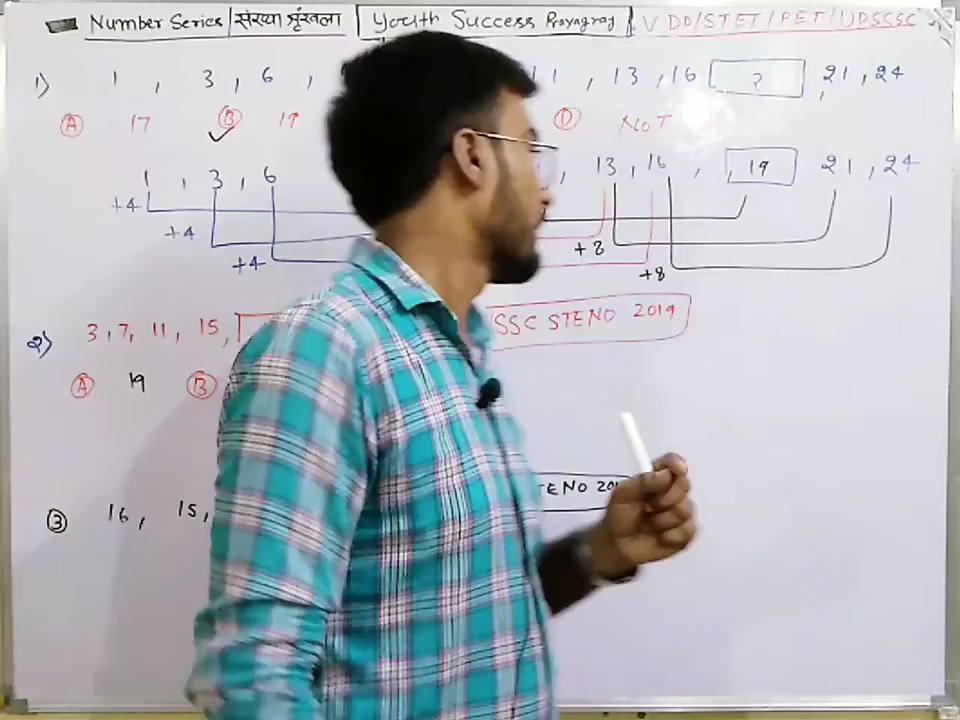 Number Series | संख्या श्रृंखला | Youth Success Prayagraj | VDO/STET/PET/UPSSSC
1) 1 , 3 , 6 , 11 , 13 , 16 ? , 21 , 24
A 17 B 19 D NOT
1 , 3 , 6 , 13 , 16 , 19 21 , 24
+4
+4 +8
+4 +8
2) 3 , 7 , 11 , 15 , SSC STENO 2019
A 19 B
3 16 , 15 , STENO